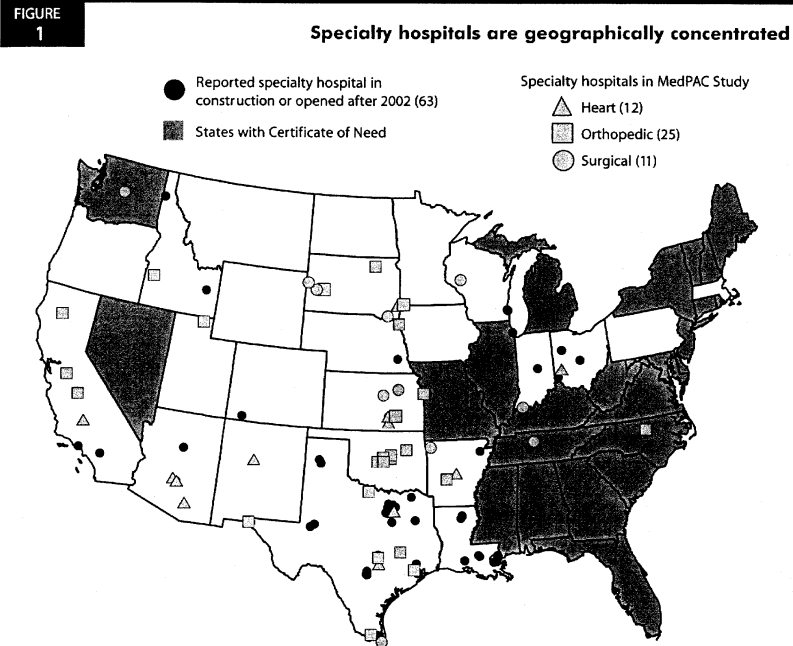 FIGURE
1
Specialty hospitals are geographically concentrated
Reported specialty hospital in
construction or opened after 2002 (63)
States with Certificate of Need
Specialty hospitals in MedPAC Study
Heart (12)
Orthopedic (25)
Surgical (11)